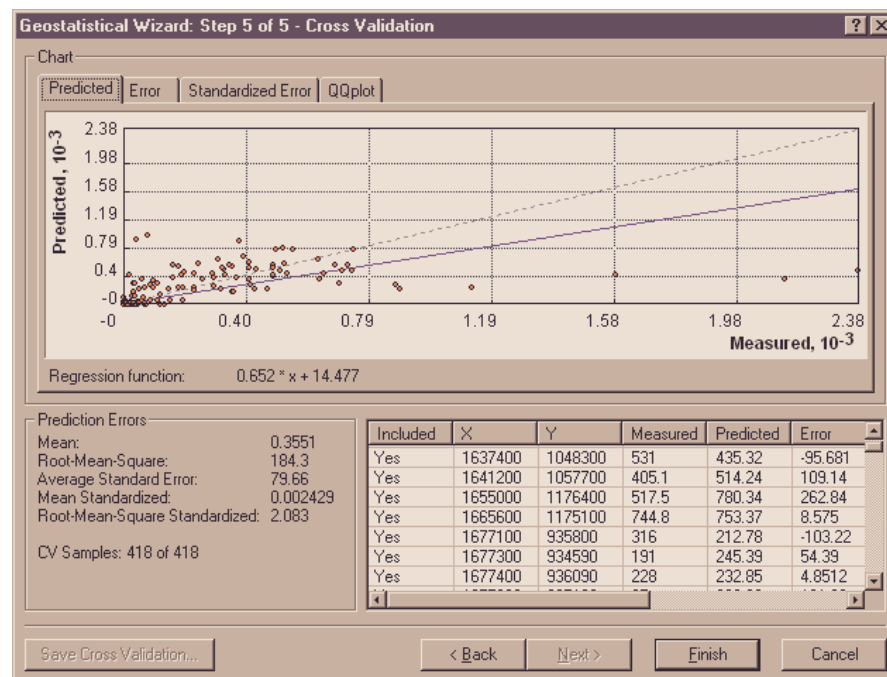 Geostatistical Wizard: Step 5 of 5 - Cross Validation
Chart
Predicted Error Standardized Error QQplot
Predicted, 10-3
2.38
1.98
1.58
1.19
0.79
0.4
-0
-0 0.40 0.79 1.19 1.58 1.98 2.38
Measured, 10-3
Regression function: 0.652 * x + 14.477
Prediction Errors
Mean: 0.3551
Root-Mean-Square: 184.3
Average Standard Error: 79.66
Mean Standardized: 0.002429
Root-Mean-Square Standardized: 2.083
CV Samples: 418 of 418
Included X Y Measured Predicted Error
Yes 1637400 1048300 531 435.32 -95.681
Yes 1641200 1057700 405.1 514.24 109.14
Yes 1655000 1176400 517.5 780.34 262.84
Yes 1665600 1175100 744.8 753.37 8.575
Yes 1677100 935800 316 212.78 -103.22
Yes 1677300 934590 191 245.39 54.39
Yes 1677400 936090 228 232.85 4.8512
Save Cross Validation...
< Back
Next >
Finish
Cancel